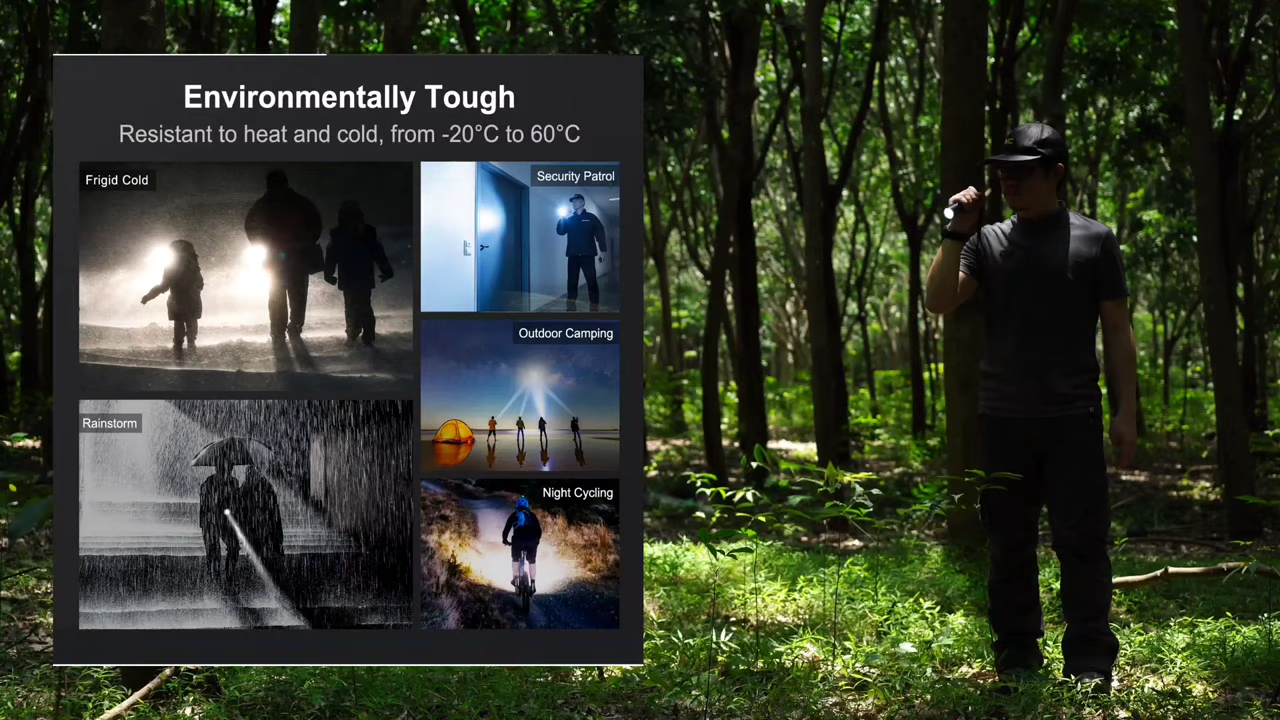 Environmentally Tough
Resistant to heat and cold, from -20°C to 60°C
Frigid Cold
Security Patrol
Outdoor Camping
Rainstorm
Night Cycling